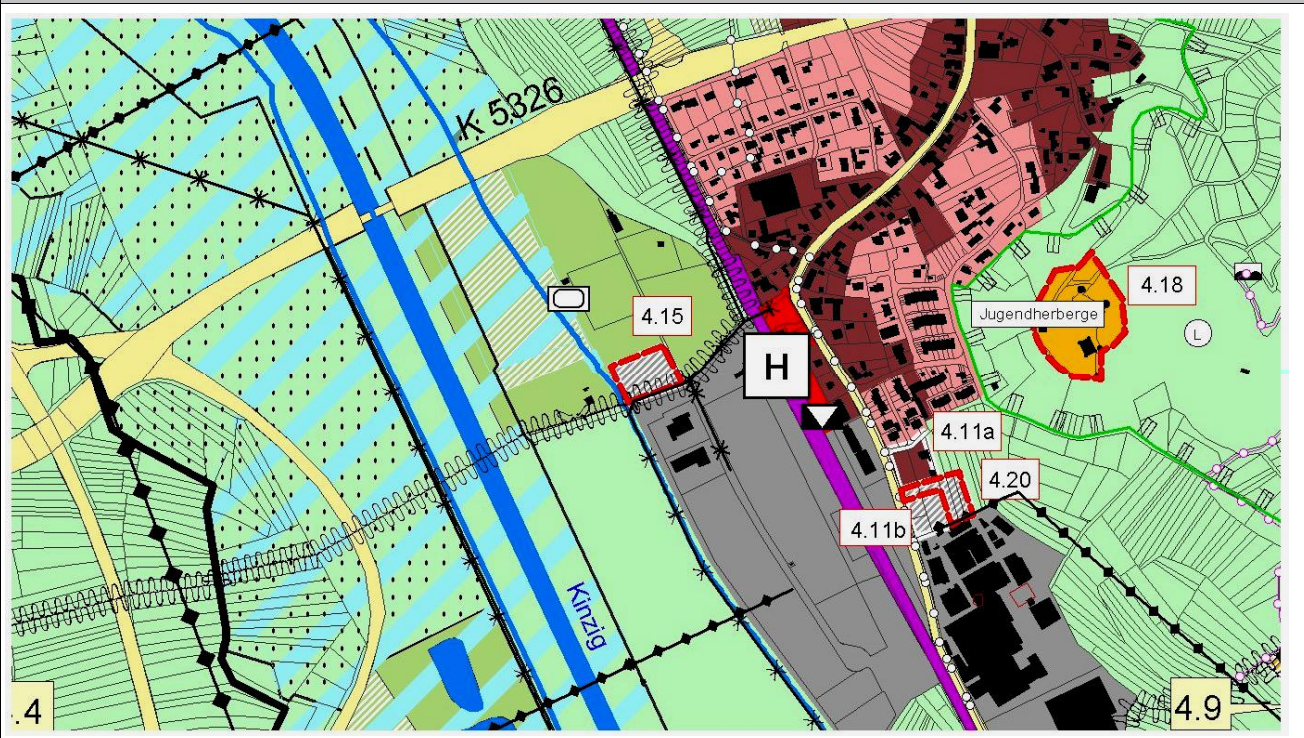 K 5326
4.15
H
4.18
Jugendherberge
L
4.11a
4.20
4.11b
Kinzig
.4
4.9